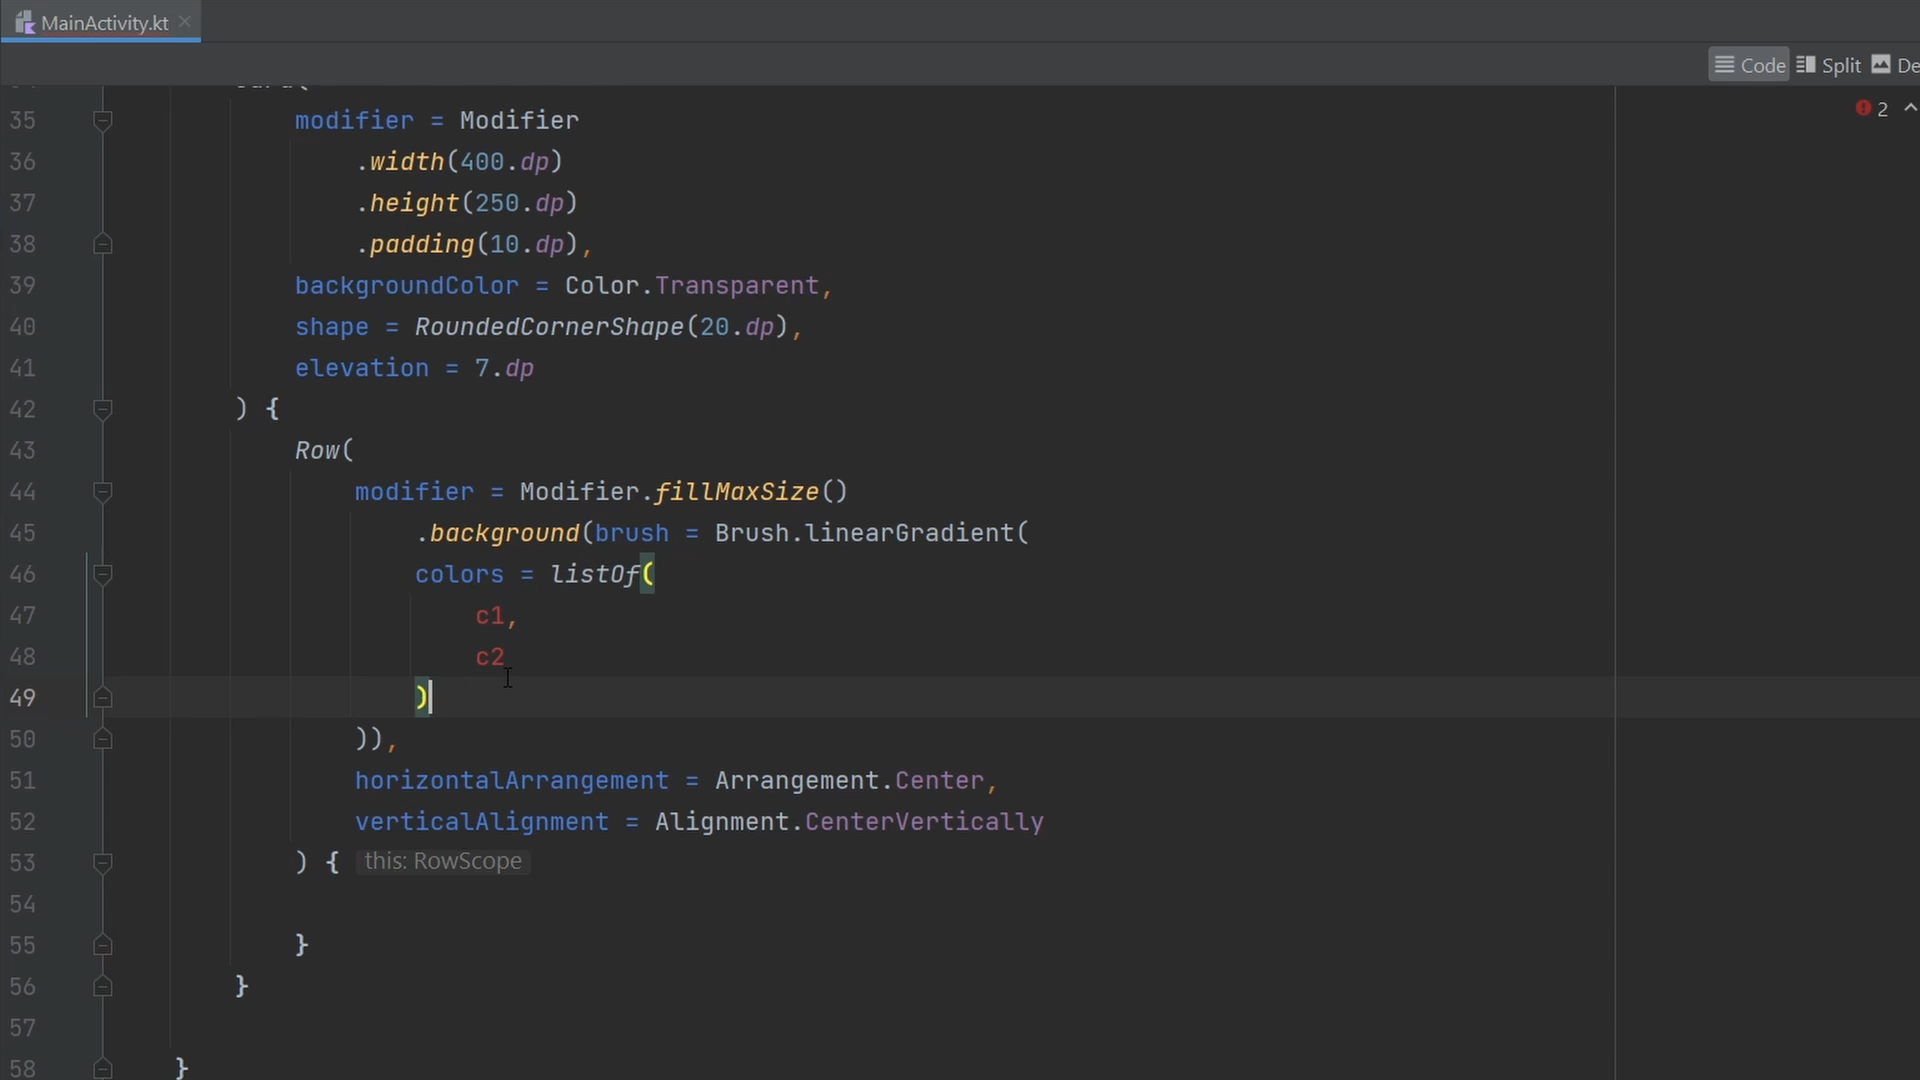 MainActivity.kt
Code Split De
2
35 modifier = Modifier
36 .width(400.dp)
37 .height(250.dp)
38 .padding(10.dp),
39 backgroundColor = Color.Transparent,
40 shape = RoundedCornerShape(20.dp),
41 elevation = 7.dp
42 ) {
43 Row(
44 modifier = Modifier.fillMaxSize()
45 .background(brush = Brush.linearGradient(
46 colors = listOf(
47 c1,
48 c2
49 )
50 )),
51 horizontalArrangement = Arrangement.Center,
52 verticalAlignment = Alignment.CenterVertically
53 ) { this: RowScope
54
55 }
56 }
57
58 }